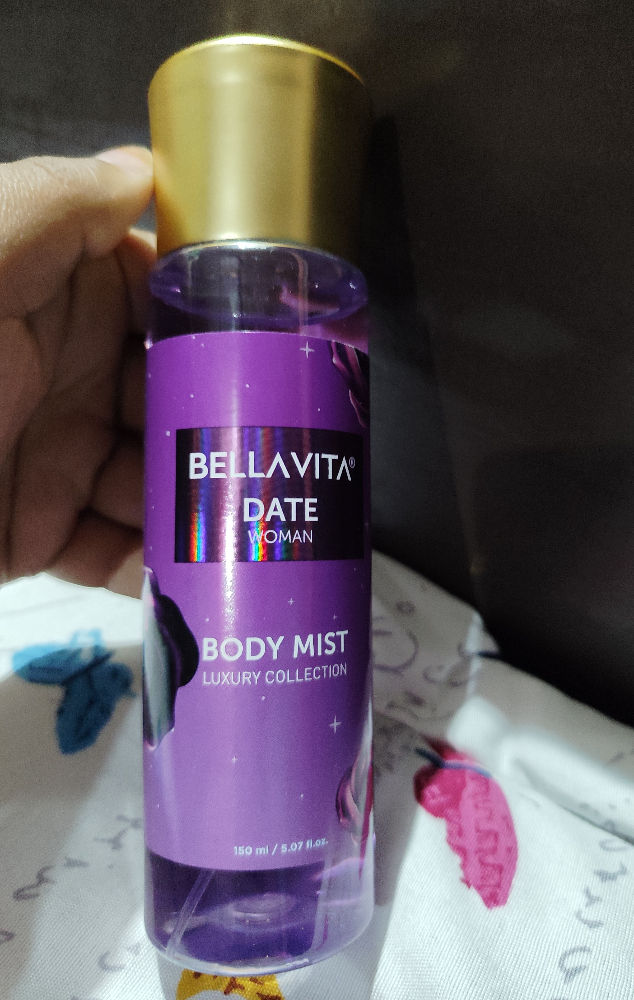 BELLAVITA®
DATE
WOMAN
BODY MIST
LUXURY COLLECTION
150 ml / 5.07 fl.oz.